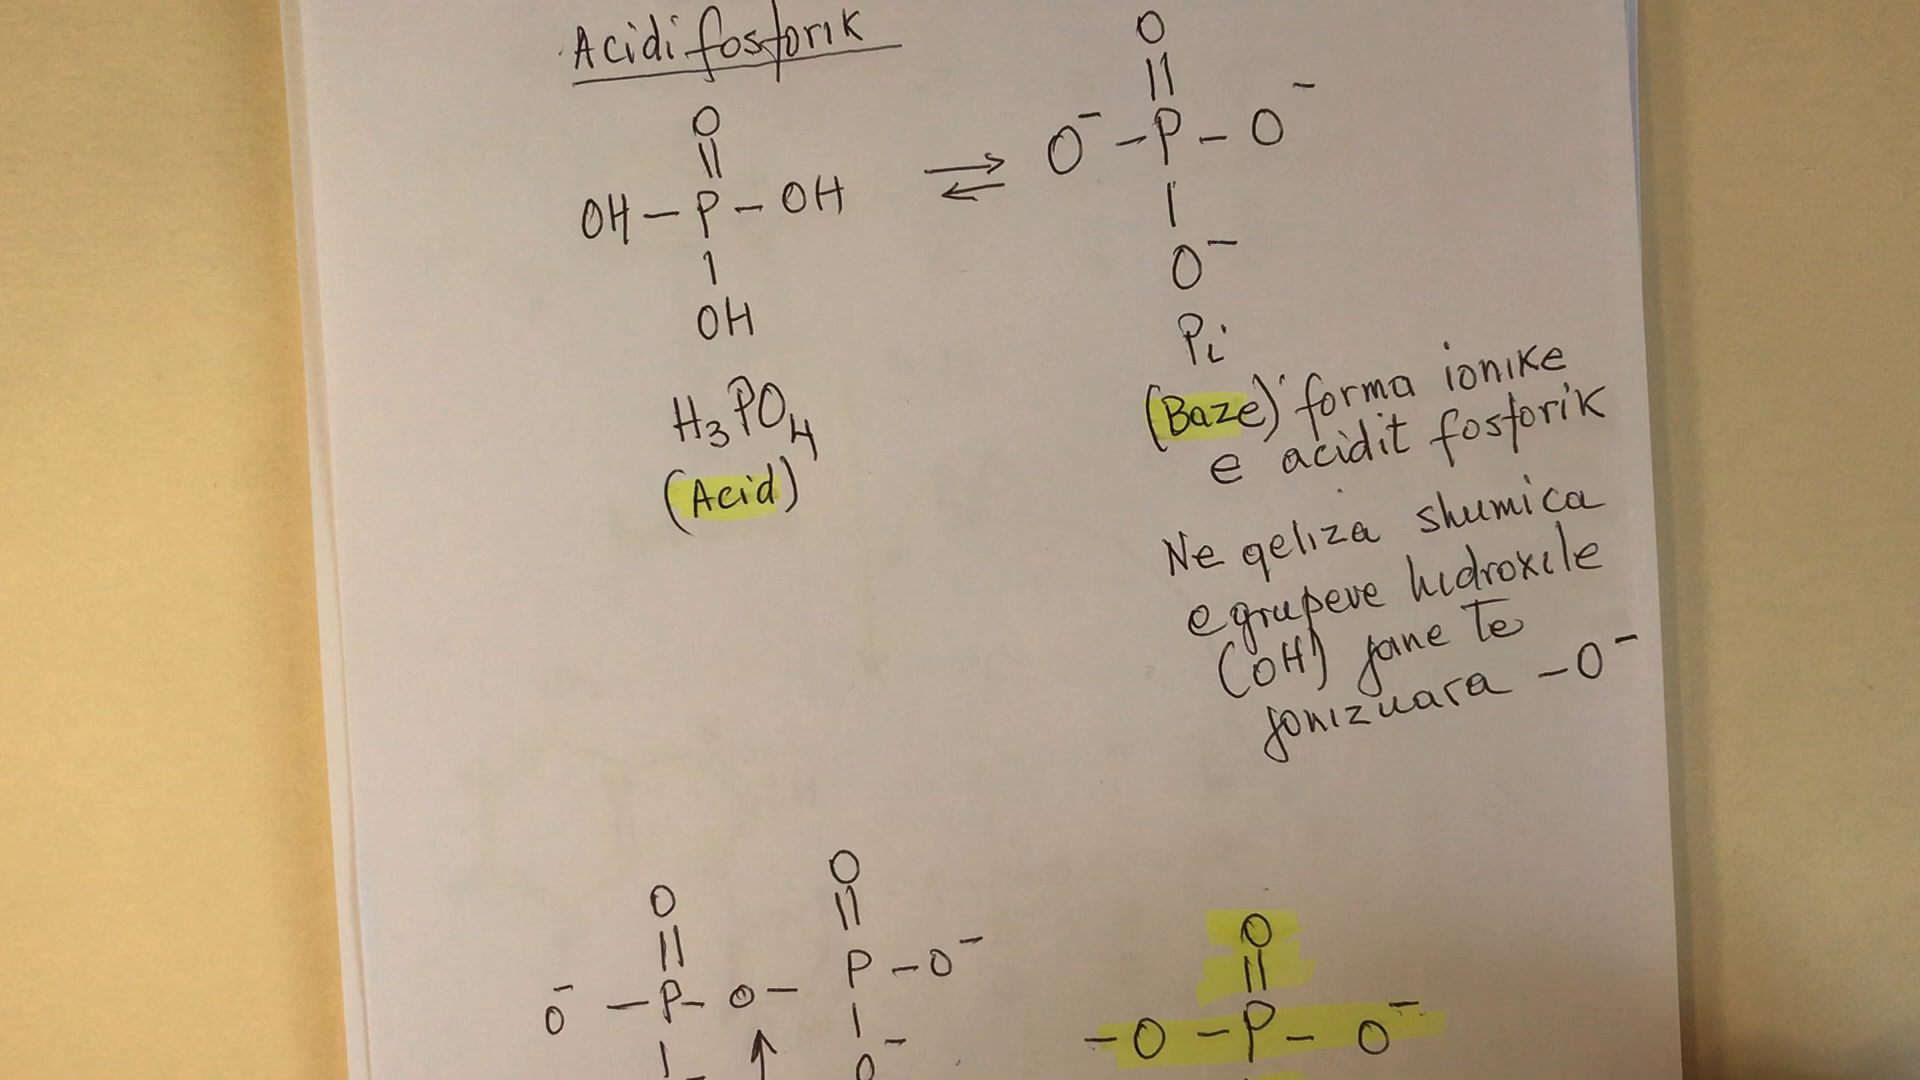 Acidi fosforik
O
||
OH – P – OH
|
OH
H3PO4
(Acid)
⇌
O
||
O⁻ – P – O⁻
|
O⁻
Pi
(Baze) forma ionike
e acidit fosforik
Ne qeliza shumica
e grupeve hidroxile
(OH) jane te
jonizuara –O⁻
O
||
O⁻ – P – O –
|
↑
O
||
P – O⁻
|
O⁻
O
||
– O – P – O⁻